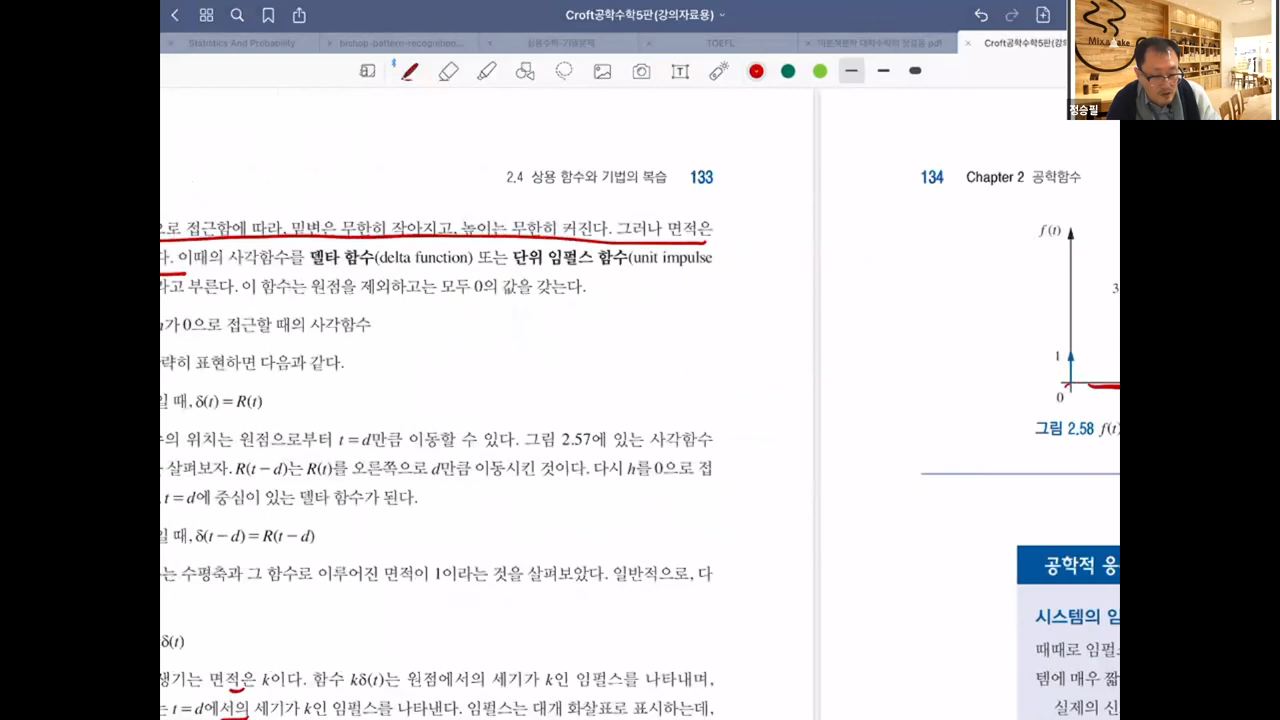 Croft공학수학5판(강의자료용)
Statistics And Probability
bishop-pattern-recognitio...
TOEFL
Croft공학수학5판(강의
정승필
2.4 상용 함수와 기법의 복습 133
으로 접근함에 따라, 밑변은 무한히 작아지고, 높이는 무한히 커진다. 그러나 면적은
다. 이때의 사각함수를 델타 함수(delta function) 또는 단위 임펄스 함수(unit impulse
라고 부른다. 이 함수는 원점을 제외하고는 모두 0의 값을 갖는다.
h가 0으로 접근할 때의 사각함수
략히 표현하면 다음과 같다.
일 때, δ(t) = R(t)
의 위치는 원점으로부터 t = d만큼 이동할 수 있다. 그림 2.57에 있는 사각함수
살펴보자. R(t − d)는 R(t)를 오른쪽으로 d만큼 이동시킨 것이다. 다시 h를 0으로 접
t = d에 중심이 있는 델타 함수가 된다.
일 때, δ(t − d) = R(t − d)
는 수평축과 그 함수로 이루어진 면적이 1이라는 것을 살펴보았다. 일반적으로, 다
δ(t)
생기는 면적은 k이다. 함수 kδ(t)는 원점에서의 세기가 k인 임펄스를 나타내며,
는 t = d에서의 세기가 k인 임펄스를 나타낸다. 임펄스는 대개 화살표로 표시하는데,
134 Chapter 2 공학함수
f(t)
3
1
0
그림 2.58 f(t)
공학적 응
시스템의 임
때때로 임펄스
템에 매우 짧
실제의 신